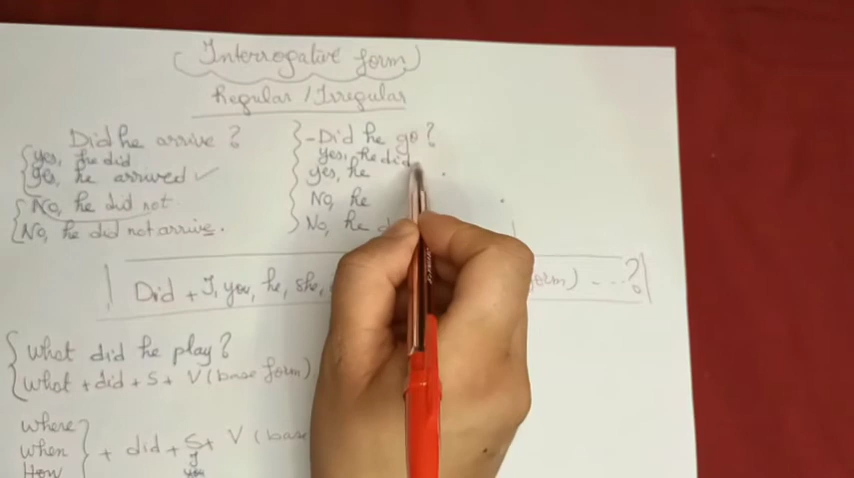 Interrogative form
Regular / Irregular
Did he arrive ?
yes, he did
yes, he arrived ✓
No, he did not
No, he did not arrive.
- Did he go ?
yes, he did
yes, he
No, he
No, he d
Did + I, you, he, she, form) - ... ?
What did he play ?
what + did + S + V (base form)
where
when
How
+ did + S + V (base
I
you